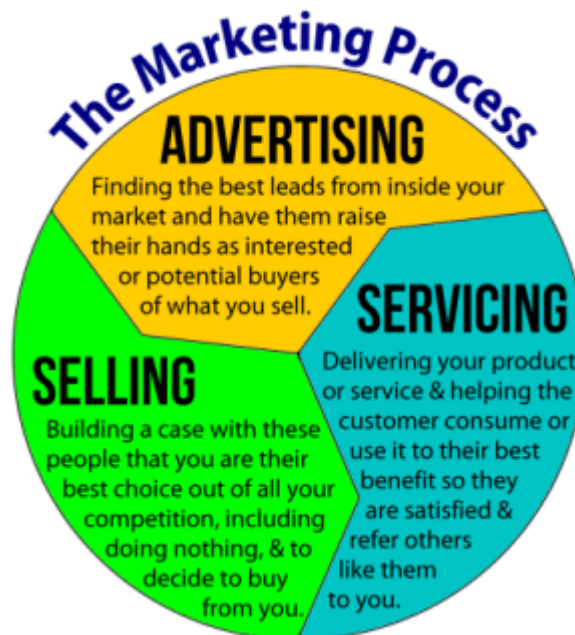 The Marketing Process
ADVERTISING
Finding the best leads from inside your
market and have them raise
their hands as interested
or potential buyers
of what you sell.
SERVICING
Delivering your product
or service & helping the
customer consume or
use it to their best
benefit so they
are satisfied &
refer others
like them
to you.
SELLING
Building a case with these
people that you are their
best choice out of all your
competition, including
doing nothing, & to
decide to buy
from you.